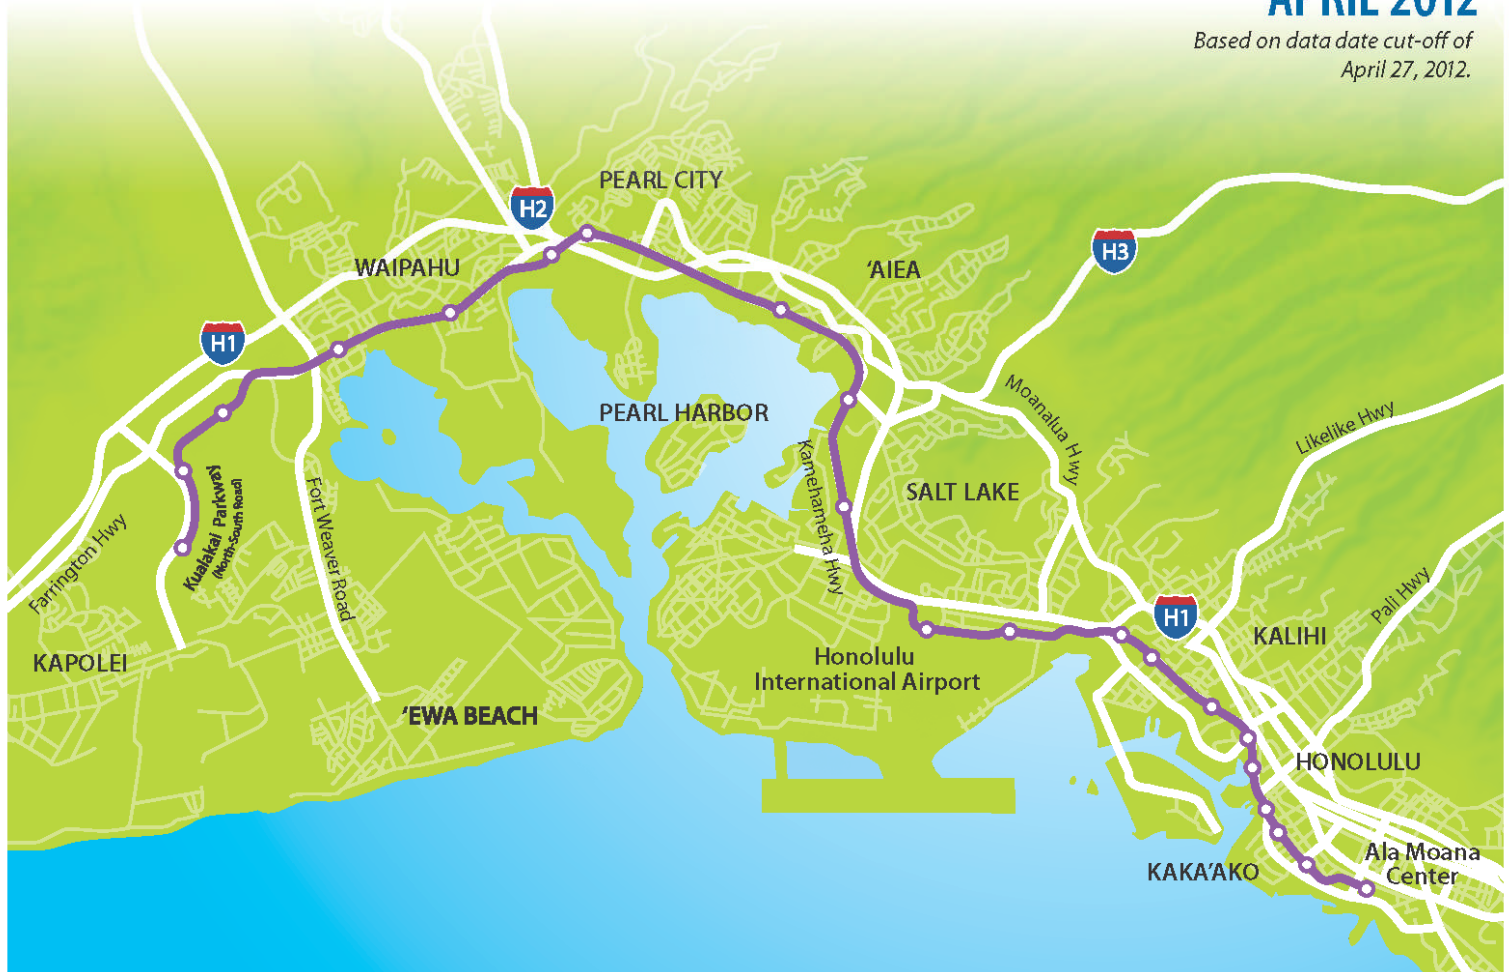 APRIL 2012
Based on data date cut-off of
April 27, 2012.
PEARL CITY
H2
H3
'AIEA
WAIPAHU
H1
PEARL HARBOR
Moanalua Hwy
Likelike Hwy
Kamehameha Hwy
SALT LAKE
Kualakai Parkway
(North-South Road)
Fort Weaver Road
Farrington Hwy
Pali Hwy
H1
KALIHI
KAPOLEI
Honolulu
International Airport
'EWA BEACH
HONOLULU
KAKA'AKO
Ala Moana
Center